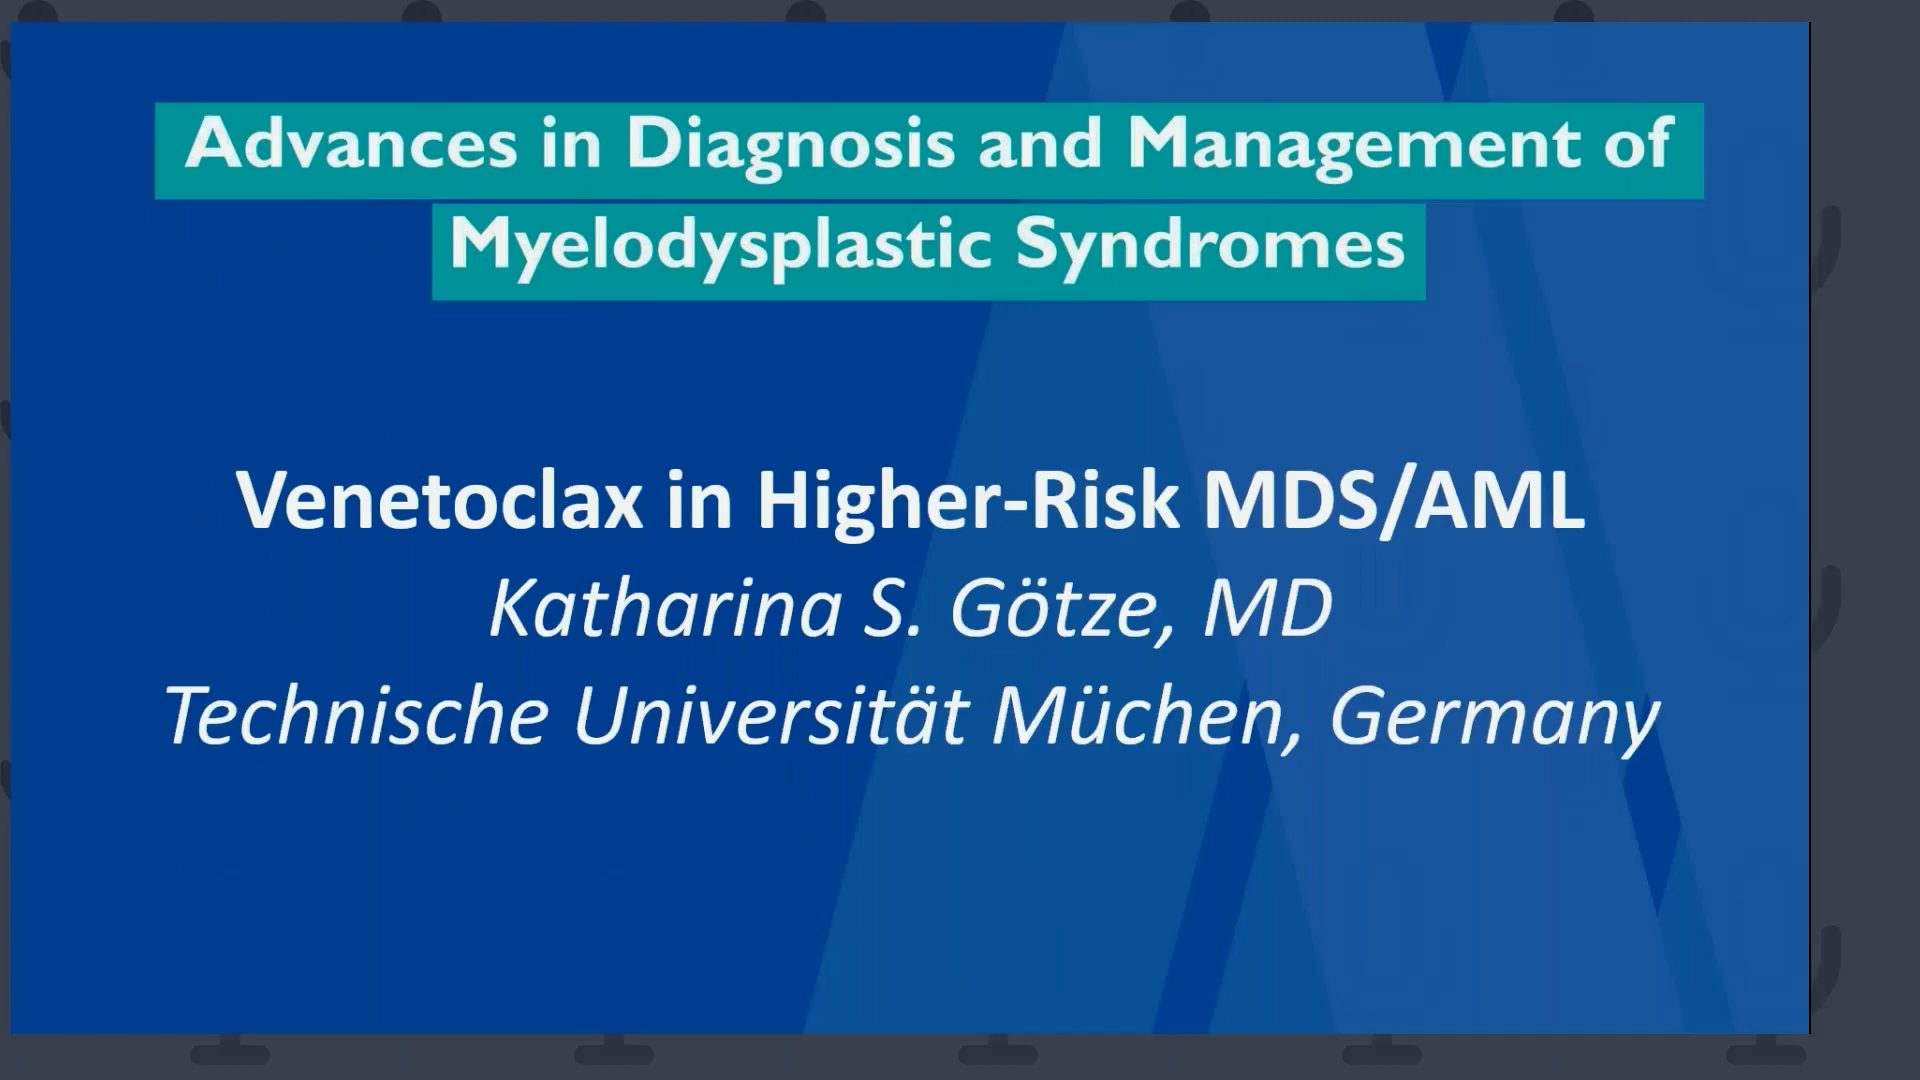 Advances in Diagnosis and Management of
Myelodysplastic Syndromes
Venetoclax in Higher-Risk MDS/AML
Katharina S. Götze, MD
Technische Universität Müchen, Germany